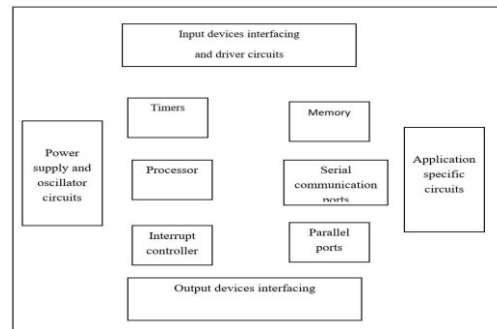 Input devices interfacing
and driver circuits
Timers
Memory
Power
supply and
oscillator
circuits
Processor
Serial
communication
ports
Application
specific
circuits
Interrupt
controller
Parallel
ports
Output devices interfacing